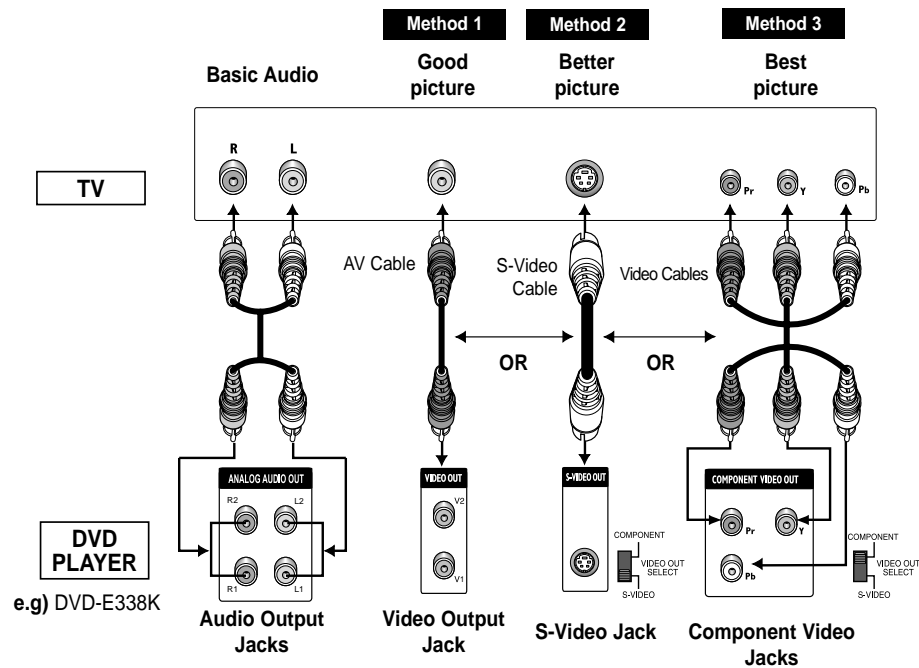 Method 1
Method 2
Method 3
Basic Audio
Good
picture
Better
picture
Best
picture
R
L
TV
Pr
Y
Pb
AV Cable
S-Video
Cable
Video Cables
OR
OR
ANALOG AUDIO OUT
R2
L2
R1
L1
VIDEO OUT
V2
V1
S-VIDEO OUT
COMPONENT
VIDEO OUT
SELECT
S-VIDEO
COMPONENT VIDEO OUT
Pr
Y
Pb
COMPONENT
VIDEO OUT
SELECT
S-VIDEO
DVD
PLAYER
e.g) DVD-E338K
Audio Output
Jacks
Video Output
Jack
S-Video Jack
Component Video
Jacks